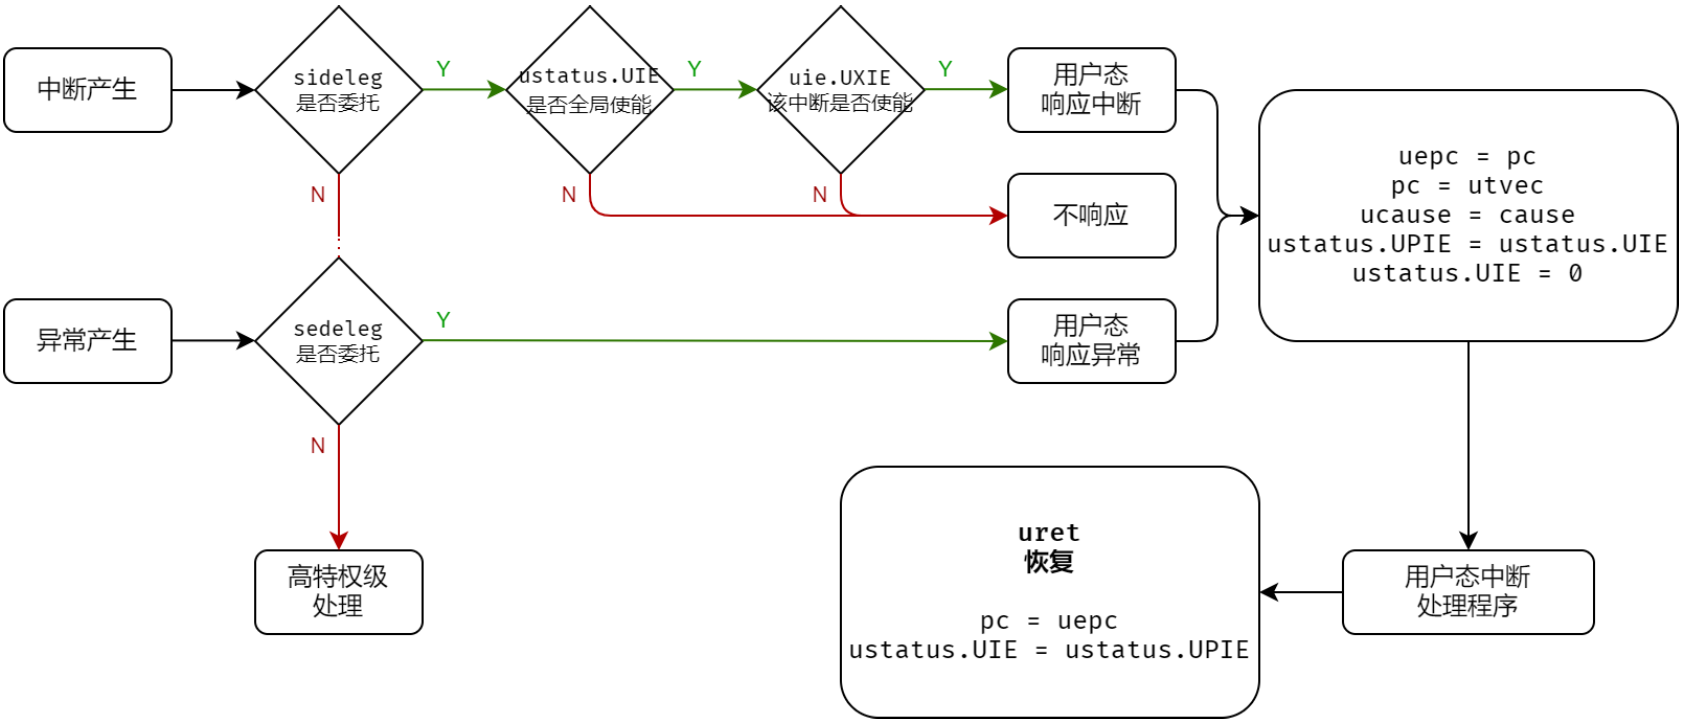 中断产生
sideleg
是否委托
Y
ustatus.UIE
是否全局使能
Y
uie.UXIE
该中断是否使能
Y
用户态
响应中断
N
N
N
不响应
uepc = pc
pc = utvec
ucause = cause
ustatus.UPIE = ustatus.UIE
ustatus.UIE = 0
异常产生
sedeleg
是否委托
Y
用户态
响应异常
N
高特权级
处理
uret
恢复
pc = uepc
ustatus.UIE = ustatus.UPIE
用户态中断
处理程序